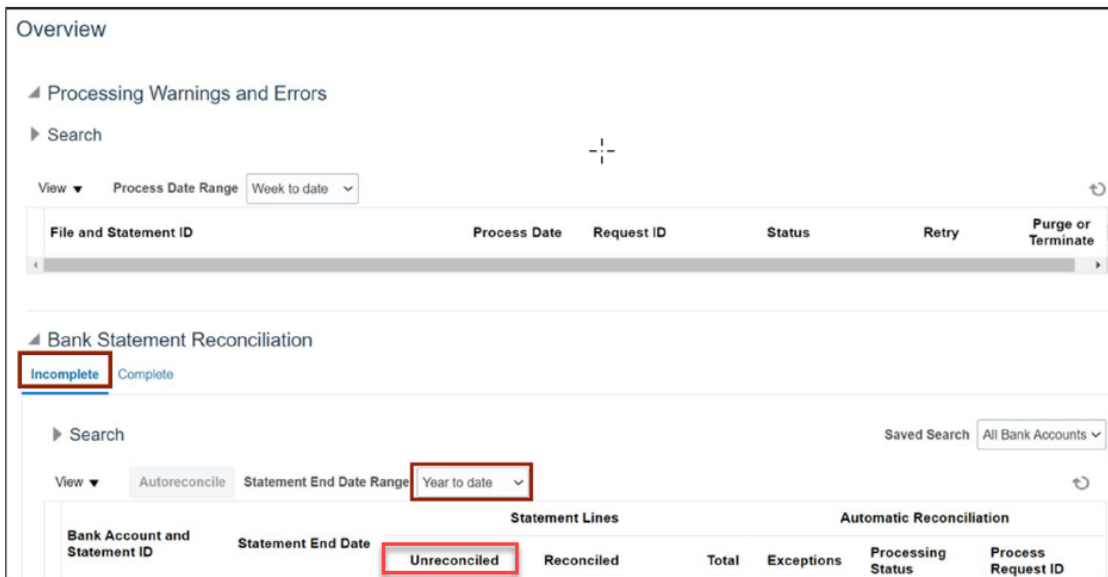 Overview
Processing Warnings and Errors
Search
View Process Date Range Week to date
File and Statement ID Process Date Request ID Status Retry Purge or Terminate
Bank Statement Reconciliation
Incomplete Complete
Search Saved Search All Bank Accounts
View Autoreconcile Statement End Date Range Year to date
Statement Lines Automatic Reconciliation
Bank Account and Statement ID Statement End Date Unreconciled Reconciled Total Exceptions Processing Status Process Request ID